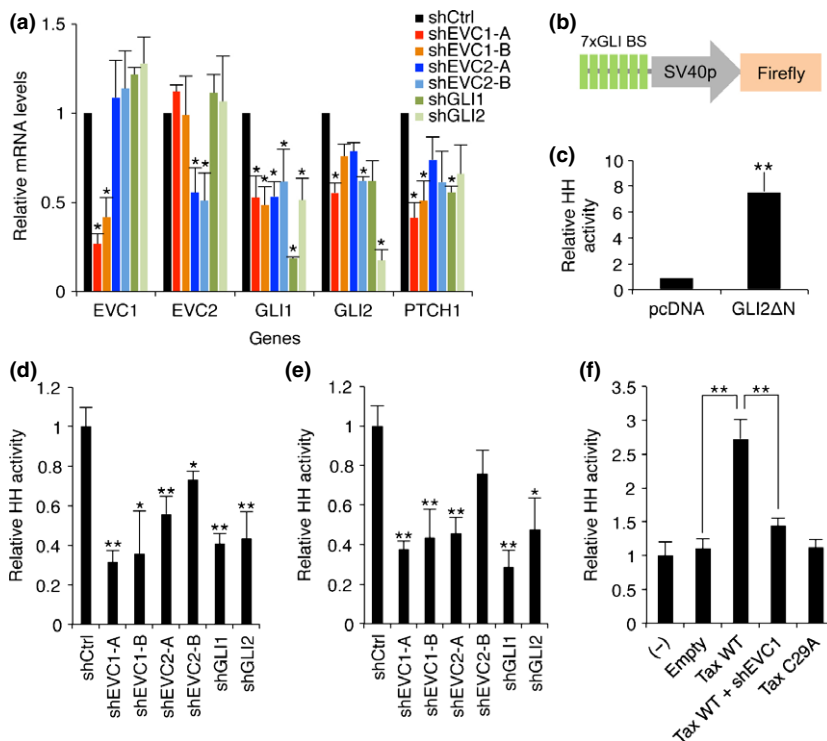 (a)
Relative mRNA levels
1.5
1
0.5
0
shCtrl
shEVC1-A
shEVC1-B
shEVC2-A
shEVC2-B
shGLI1
shGLI2
* * * * * * * * * * * * * * * *
EVC1 EVC2 GLI1 GLI2 PTCH1
Genes
(b)
7xGLI BS
SV40p
Firefly
(c)
Relative HH
activity
10
8
6
4
2
0
**
pcDNA GLI2ΔN
(d)
Relative HH activity
1.2
1
0.8
0.6
0.4
0.2
0
** * ** * ** **
shCtrl
shEVC1-A
shEVC1-B
shEVC2-A
shEVC2-B
shGLI1
shGLI2
(e)
Relative HH activity
1.2
1
0.8
0.6
0.4
0.2
0
** ** ** ** *
shCtrl
shEVC1-A
shEVC1-B
shEVC2-A
shEVC2-B
shGLI1
shGLI2
(f)
Relative HH activity
3.5
3
2.5
2
1.5
1
0.5
0
** **
(−)
Empty
Tax WT
Tax WT + shEVC1
Tax C29A